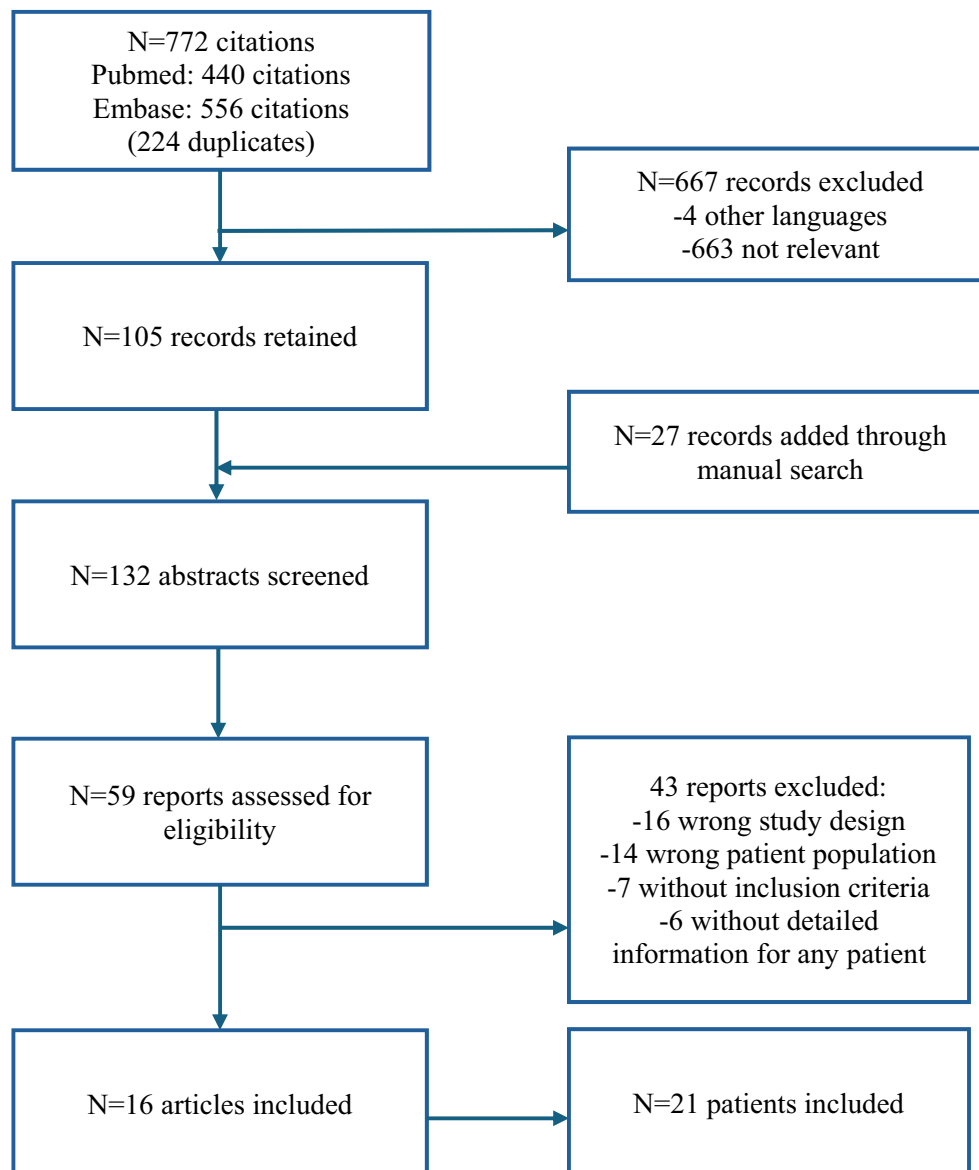 N=772 citations
Pubmed: 440 citations
Embase: 556 citations
(224 duplicates)
N=667 records excluded
-4 other languages
-663 not relevant
N=105 records retained
N=27 records added through
manual search
N=132 abstracts screened
N=59 reports assessed for
eligibility
43 reports excluded:
-16 wrong study design
-14 wrong patient population
-7 without inclusion criteria
-6 without detailed
information for any patient
N=16 articles included
N=21 patients included